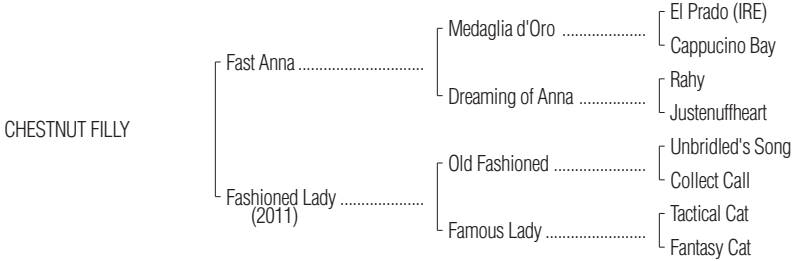 El Prado (IRE)
Medaglia d'Oro ....................
Cappucino Bay
Fast Anna ..............................
Rahy
Dreaming of Anna ................
Justenuffheart
CHESTNUT FILLY
Unbridled's Song
Old Fashioned ......................
Collect Call
Fashioned Lady ....................
(2011)
Tactical Cat
Famous Lady ........................
Fantasy Cat